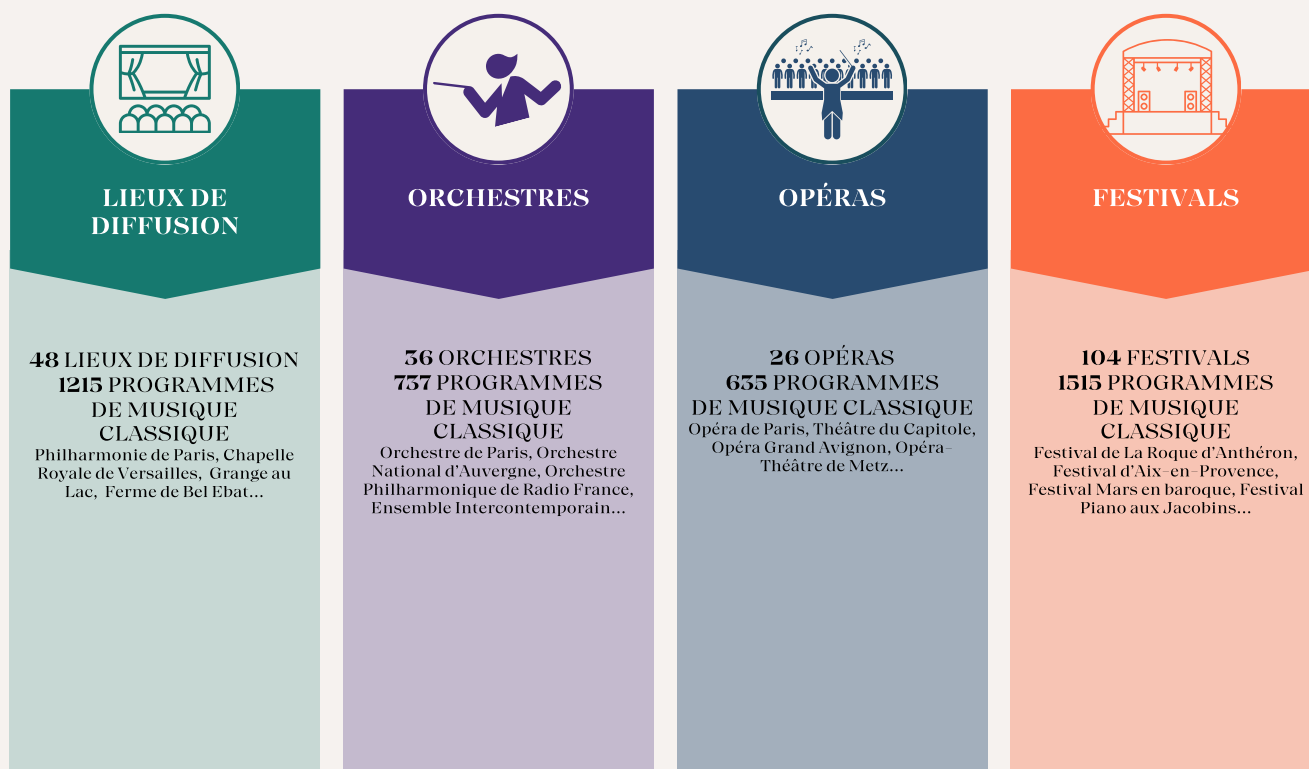 LIEUX DE
DIFFUSION
48 LIEUX DE DIFFUSION
1215 PROGRAMMES
DE MUSIQUE
CLASSIQUE
Philharmonie de Paris, Chapelle
Royale de Versailles, Grange au
Lac, Ferme de Bel Ebat...
ORCHESTRES
36 ORCHESTRES
737 PROGRAMMES
DE MUSIQUE
CLASSIQUE
Orchestre de Paris, Orchestre
National d'Auvergne, Orchestre
Philharmonique de Radio France,
Ensemble Intercontemporain...
OPÉRAS
26 OPÉRAS
635 PROGRAMMES
DE MUSIQUE CLASSIQUE
Opéra de Paris, Théâtre du Capitole,
Opéra Grand Avignon, Opéra-
Théâtre de Metz...
FESTIVALS
104 FESTIVALS
1515 PROGRAMMES
DE MUSIQUE
CLASSIQUE
Festival de La Roque d'Anthéron,
Festival d'Aix-en-Provence,
Festival Mars en baroque, Festival
Piano aux Jacobins...